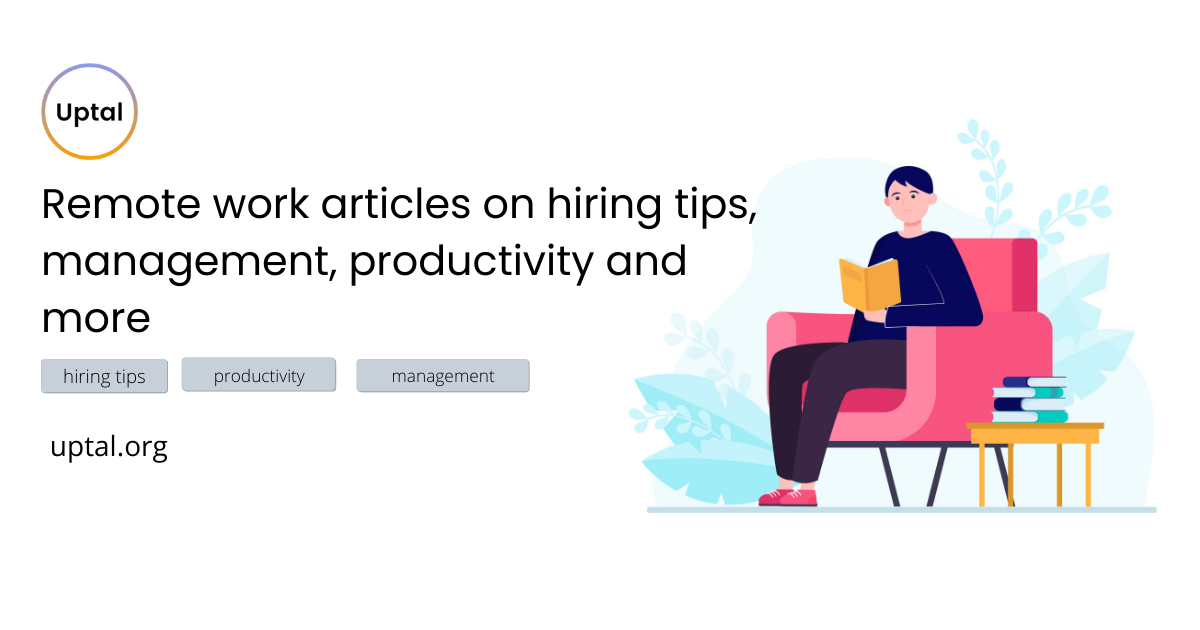 Uptal
Remote work articles on hiring tips,
management, productivity and
more
hiring tips
productivity
management
uptal.org